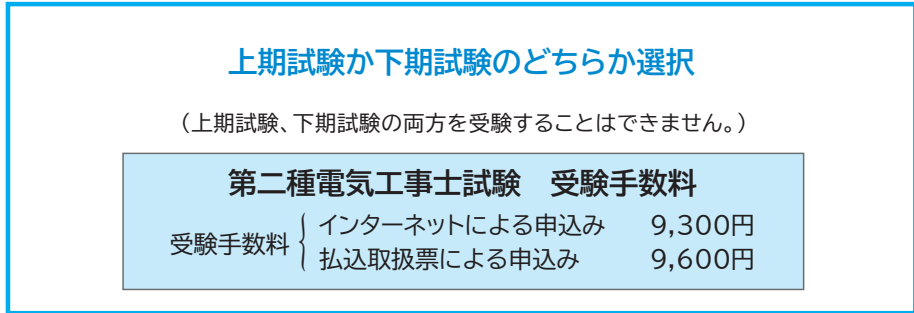 上期試験か下期試験のどちらか選択
（上期試験、下期試験の両方を受験することはできません。）
第二種電気工事士試験　受験手数料
受験手数料
インターネットによる申込み　9,300円
払込取扱票による申込み　9,600円